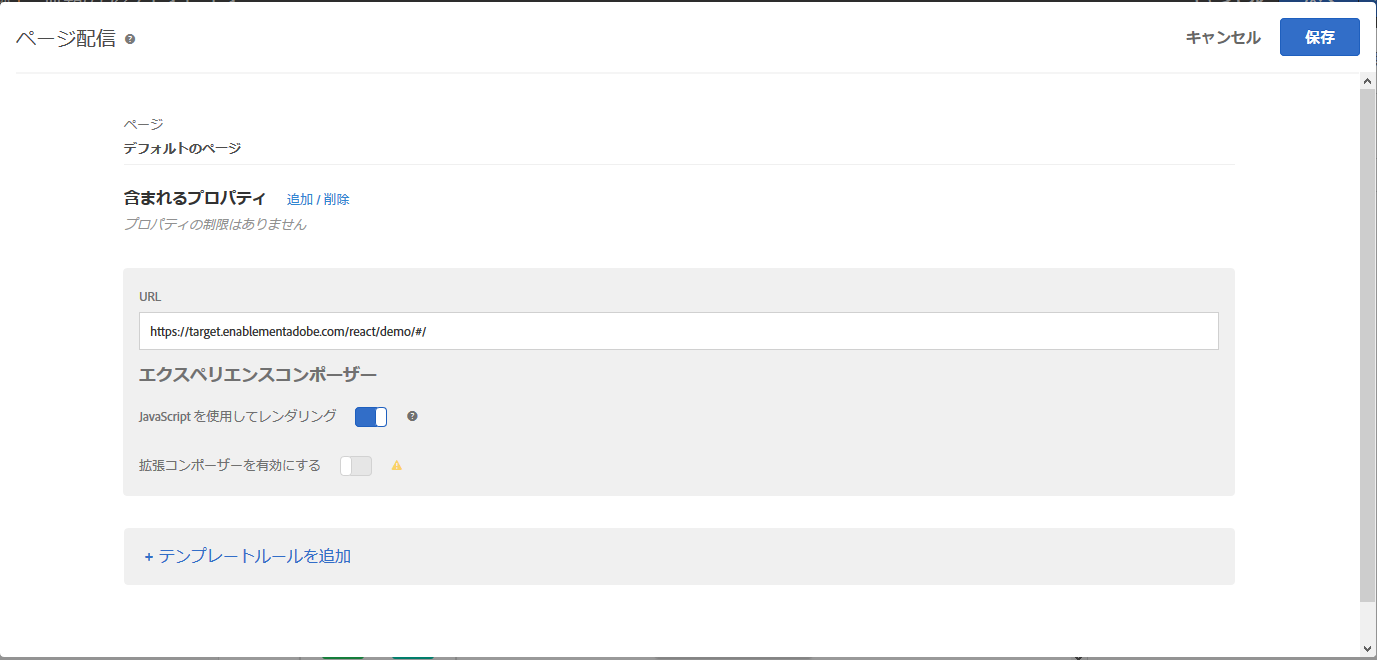 ページ配信
キャンセル
保存
ページ
デフォルトのページ
含まれるプロパティ 追加 / 削除
プロパティの制限はありません
URL
https://target.enablementadobe.com/react/demo/#/
エクスペリエンスコンポーザー
JavaScript を使用してレンダリング
拡張コンポーザーを有効にする
+ テンプレートルールを追加